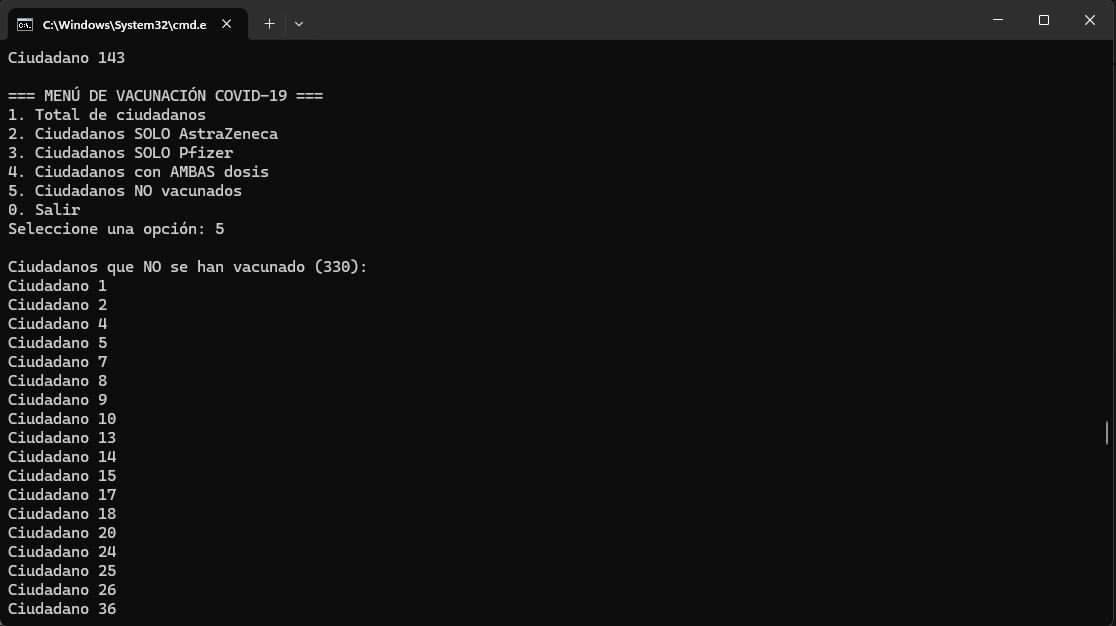 C:\Windows\System32\cmd.e
Ciudadano 143
=== MENÚ DE VACUNACIÓN COVID-19 ===
1. Total de ciudadanos
2. Ciudadanos SOLO AstraZeneca
3. Ciudadanos SOLO Pfizer
4. Ciudadanos con AMBAS dosis
5. Ciudadanos NO vacunados
0. Salir
Seleccione una opción: 5
Ciudadanos que NO se han vacunado (330):
Ciudadano 1
Ciudadano 2
Ciudadano 4
Ciudadano 5
Ciudadano 7
Ciudadano 8
Ciudadano 9
Ciudadano 10
Ciudadano 13
Ciudadano 14
Ciudadano 15
Ciudadano 17
Ciudadano 18
Ciudadano 20
Ciudadano 24
Ciudadano 25
Ciudadano 26
Ciudadano 36